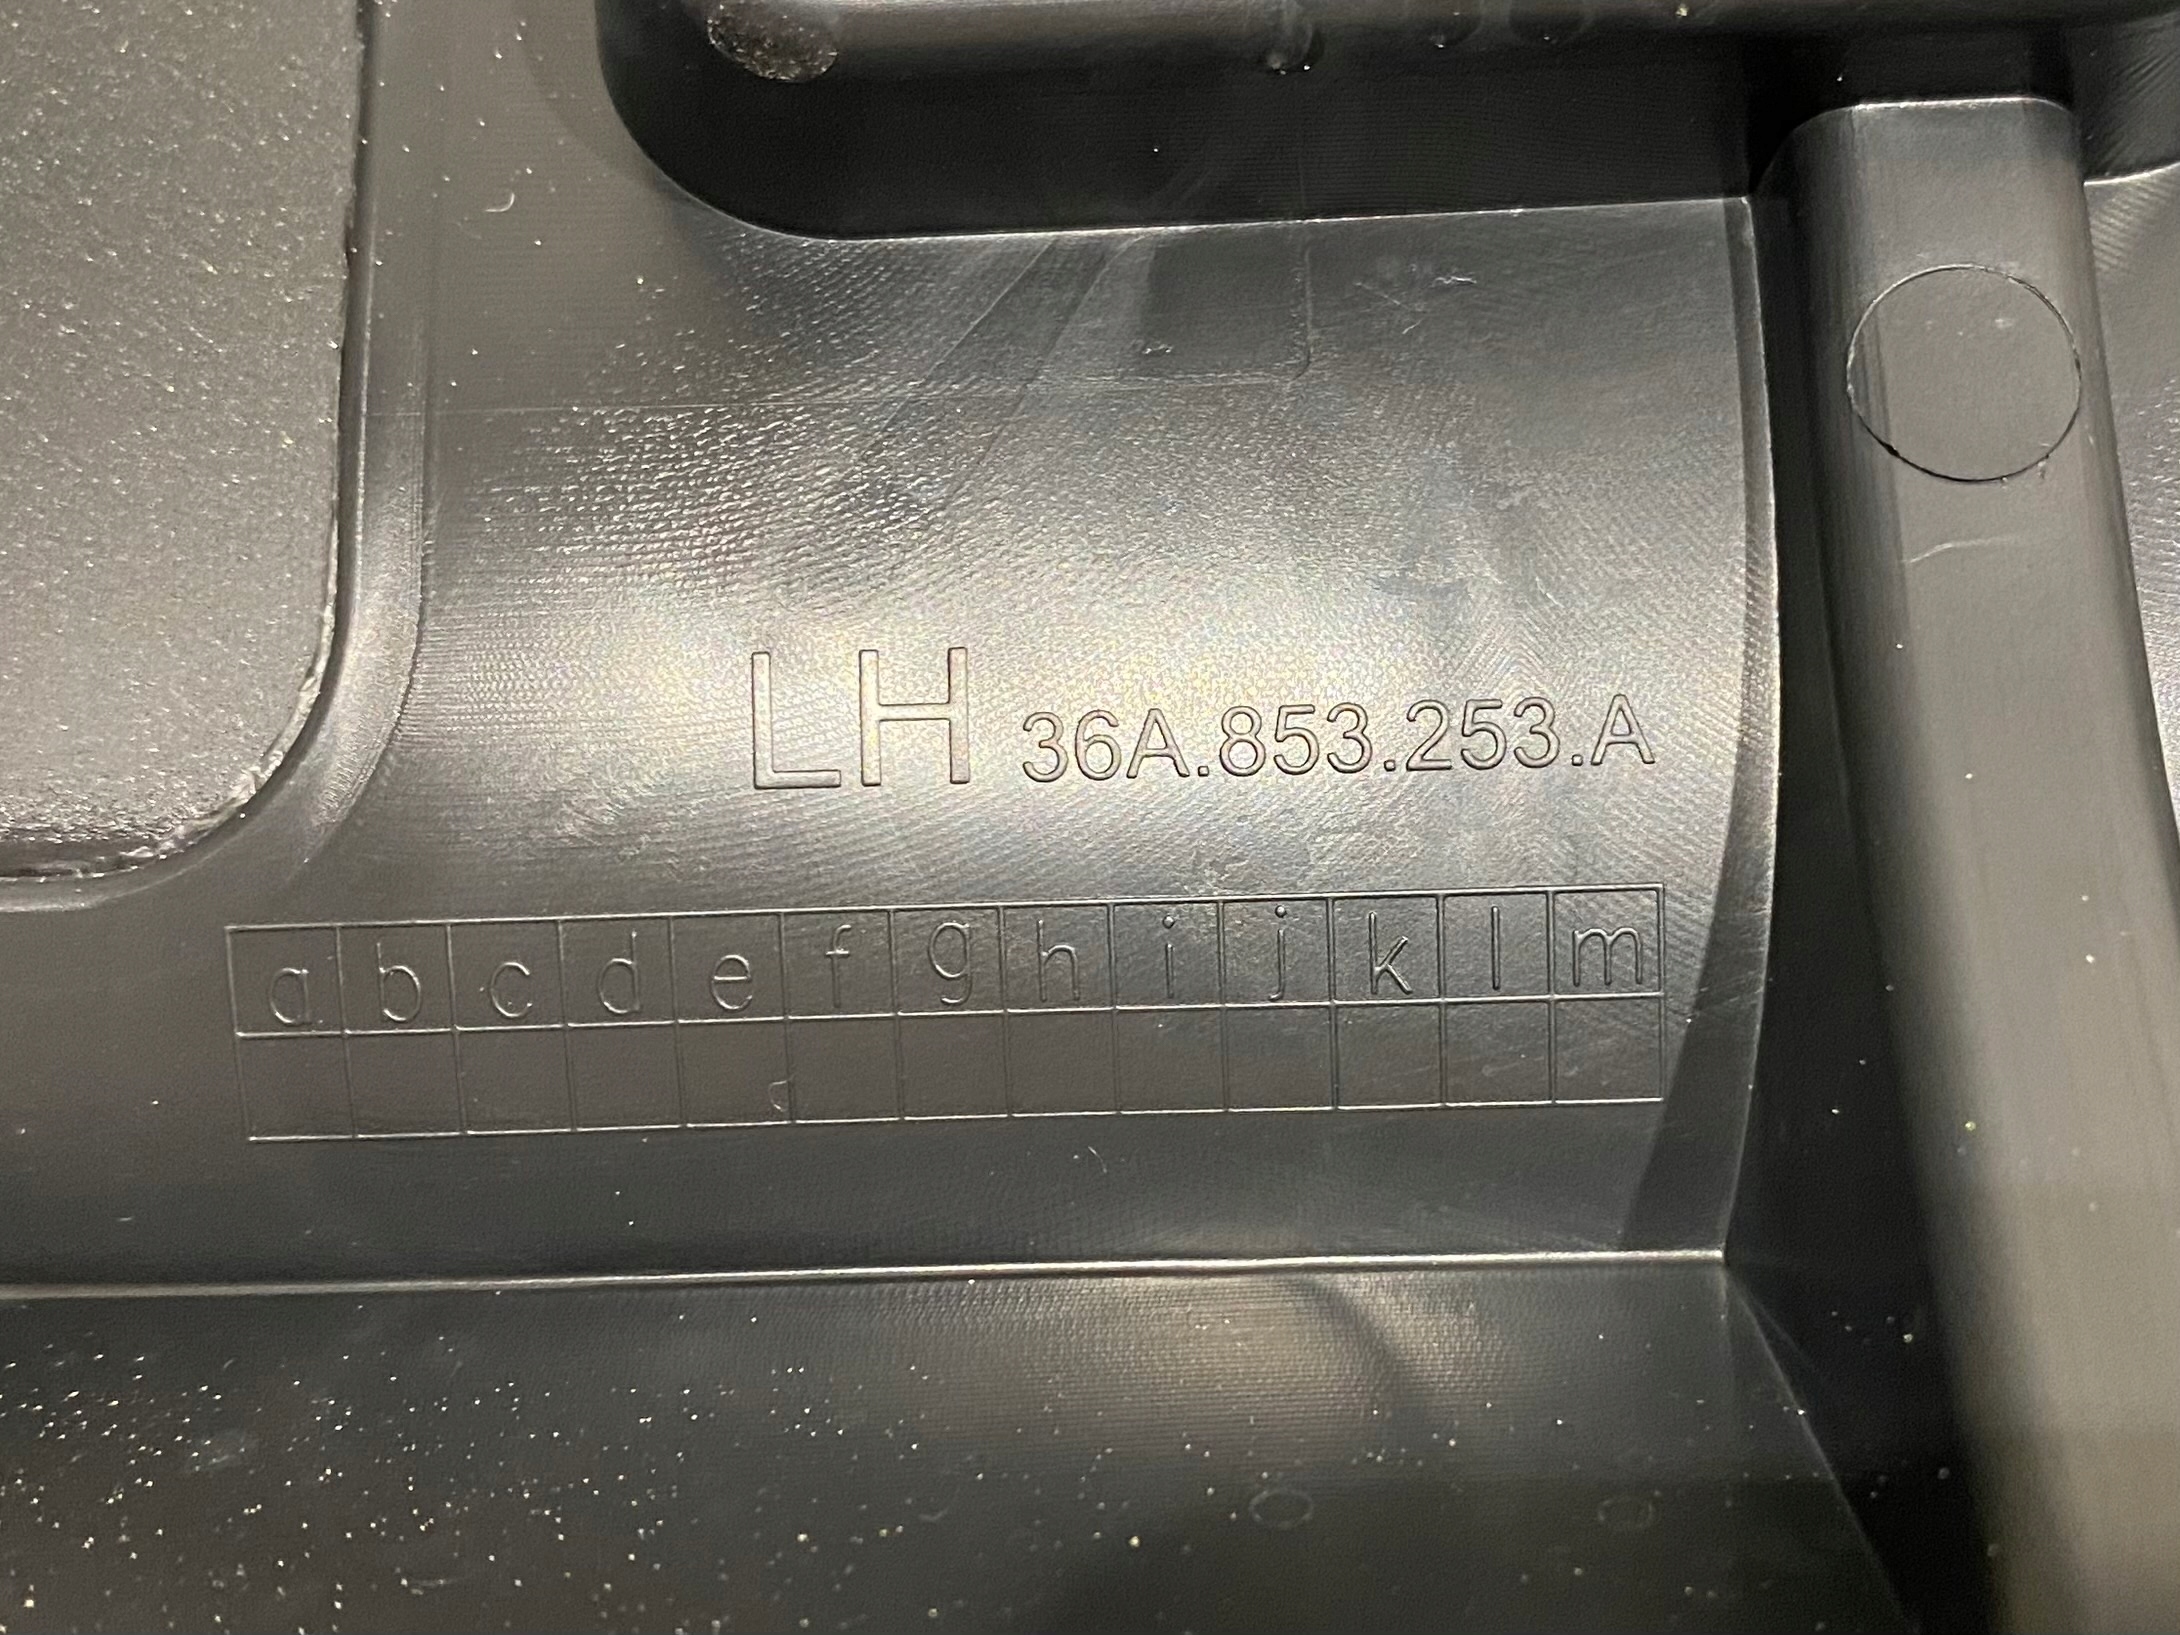 LH 36A.853.253.A
a b c d e f g h i j k l m